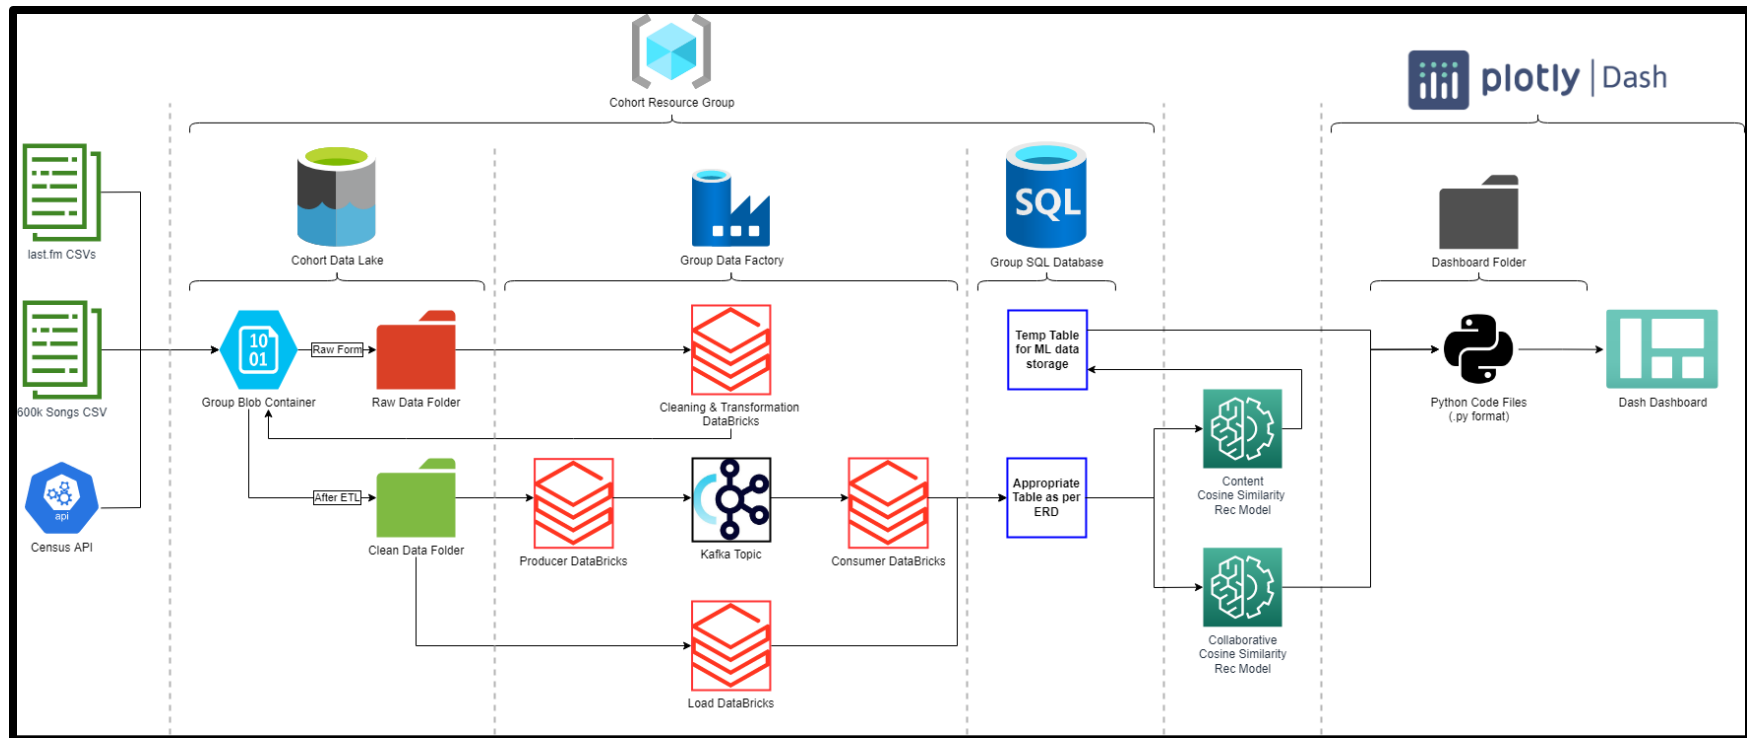 Cohort Resource Group
plotly | Dash
last.fm CSVs
Cohort Data Lake
Group Data Factory
SQL
Group SQL Database
Dashboard Folder
600k Songs CSV
10
01
Group Blob Container
Raw Form
Raw Data Folder
Cleaning & Transformation
DataBricks
Temp Table
for ML data
storage
Python Code Files
(.py format)
Dash Dashboard
api
Census API
After ETL
Clean Data Folder
Producer DataBricks
Kafka Topic
Consumer DataBricks
Appropriate
Table as per
ERD
Content
Cosine Similarity
Rec Model
Load DataBricks
Collaborative
Cosine Similarity
Rec Model